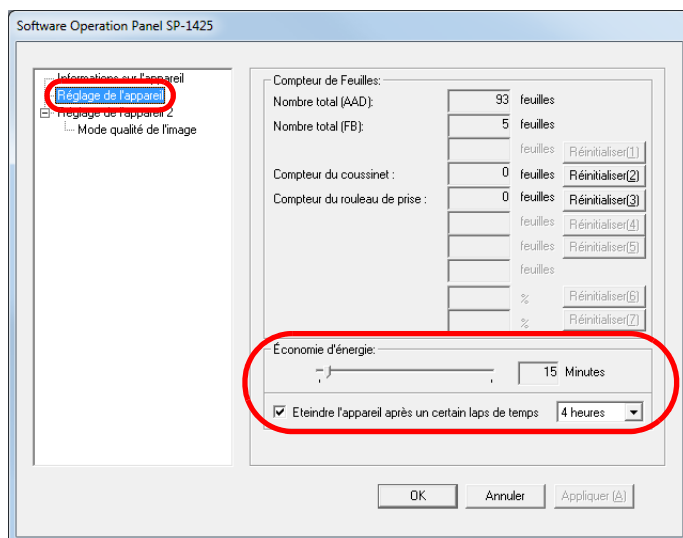 Software Operation Panel SP-1425
Informations sur l'appareil
Réglage de l'appareil
Réglage de l'appareil 2
Mode qualité de l'image
Compteur de Feuilles:
Nombre total (AAD): 93 feuilles
Nombre total (FB): 5 feuilles
feuilles Réinitialiser(1)
Compteur du coussinet : 0 feuilles Réinitialiser(2)
Compteur du rouleau de prise : 0 feuilles Réinitialiser(3)
feuilles Réinitialiser(4)
feuilles Réinitialiser(5)
feuilles
% Réinitialiser(6)
% Réinitialiser(7)
Économie d'énergie:
15 Minutes
Eteindre l'appareil après un certain laps de temps 4 heures
OK Annuler Appliquer (A)